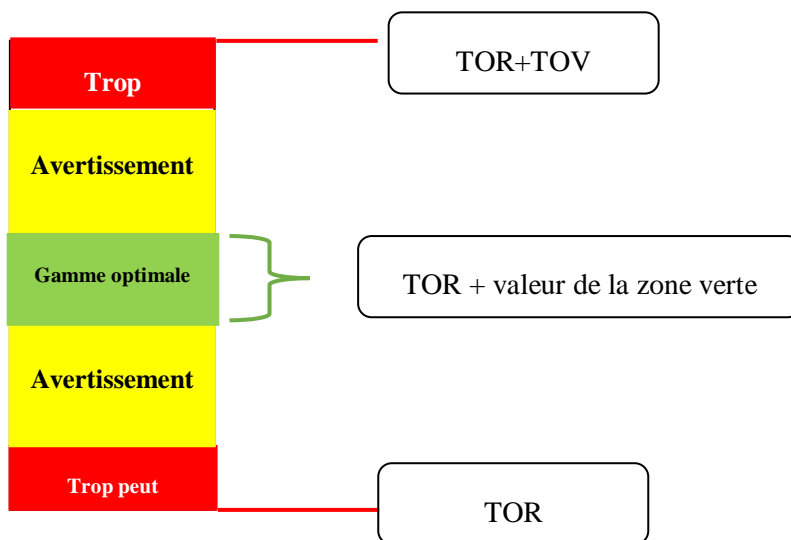 TOR+TOV
Trop
Avertissement
Gamme optimale
TOR + valeur de la zone verte
Avertissement
Trop peut
TOR